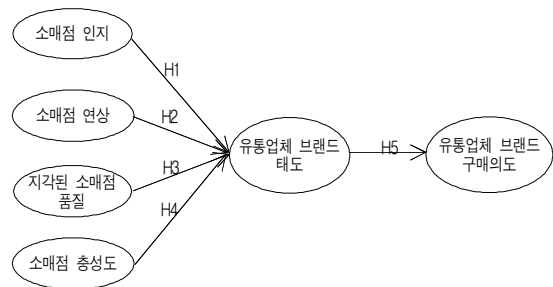 소매점 인지
H1
소매점 연상
H2
유통업체 브랜드
태도
H5
유통업체 브랜드
구매의도
H3
지각된 소매점
품질
H4
소매점 충성도